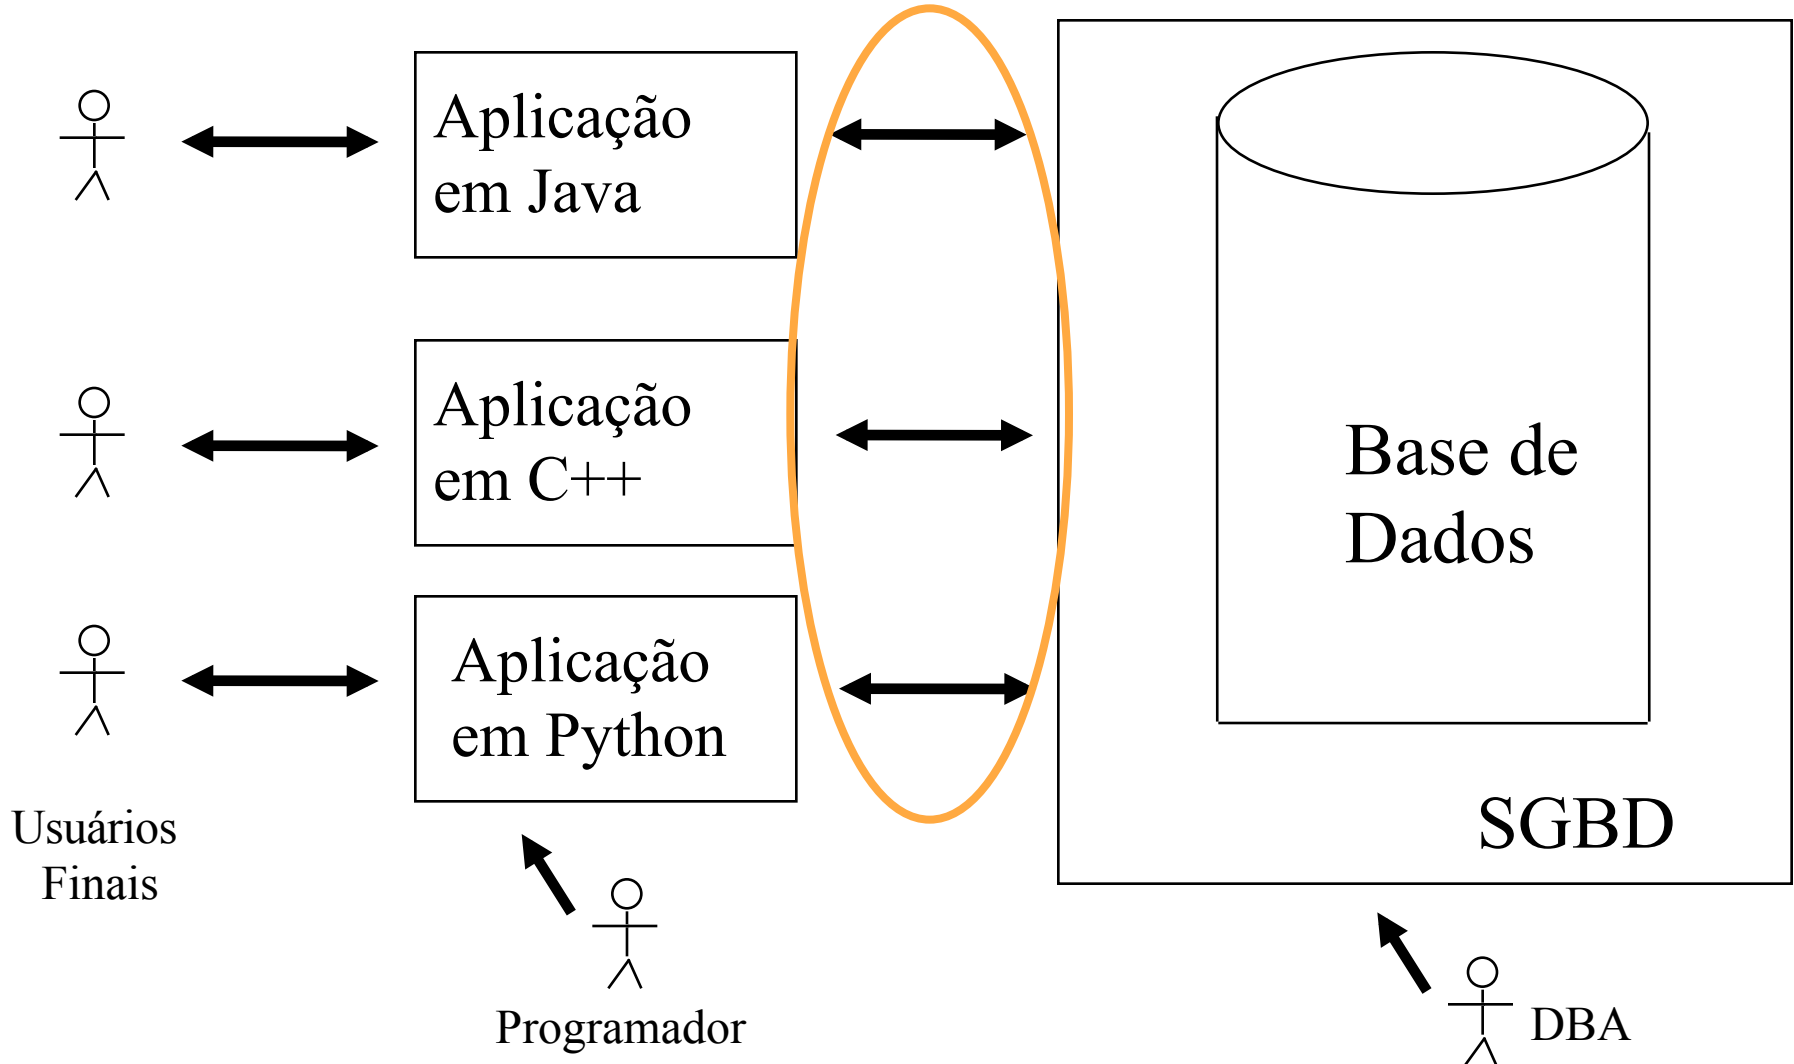 Aplicação
em Java
Aplicação
em C++
Aplicação
em Python
Base de
Dados
SGBD
Usuários
Finais
Programador
DBA